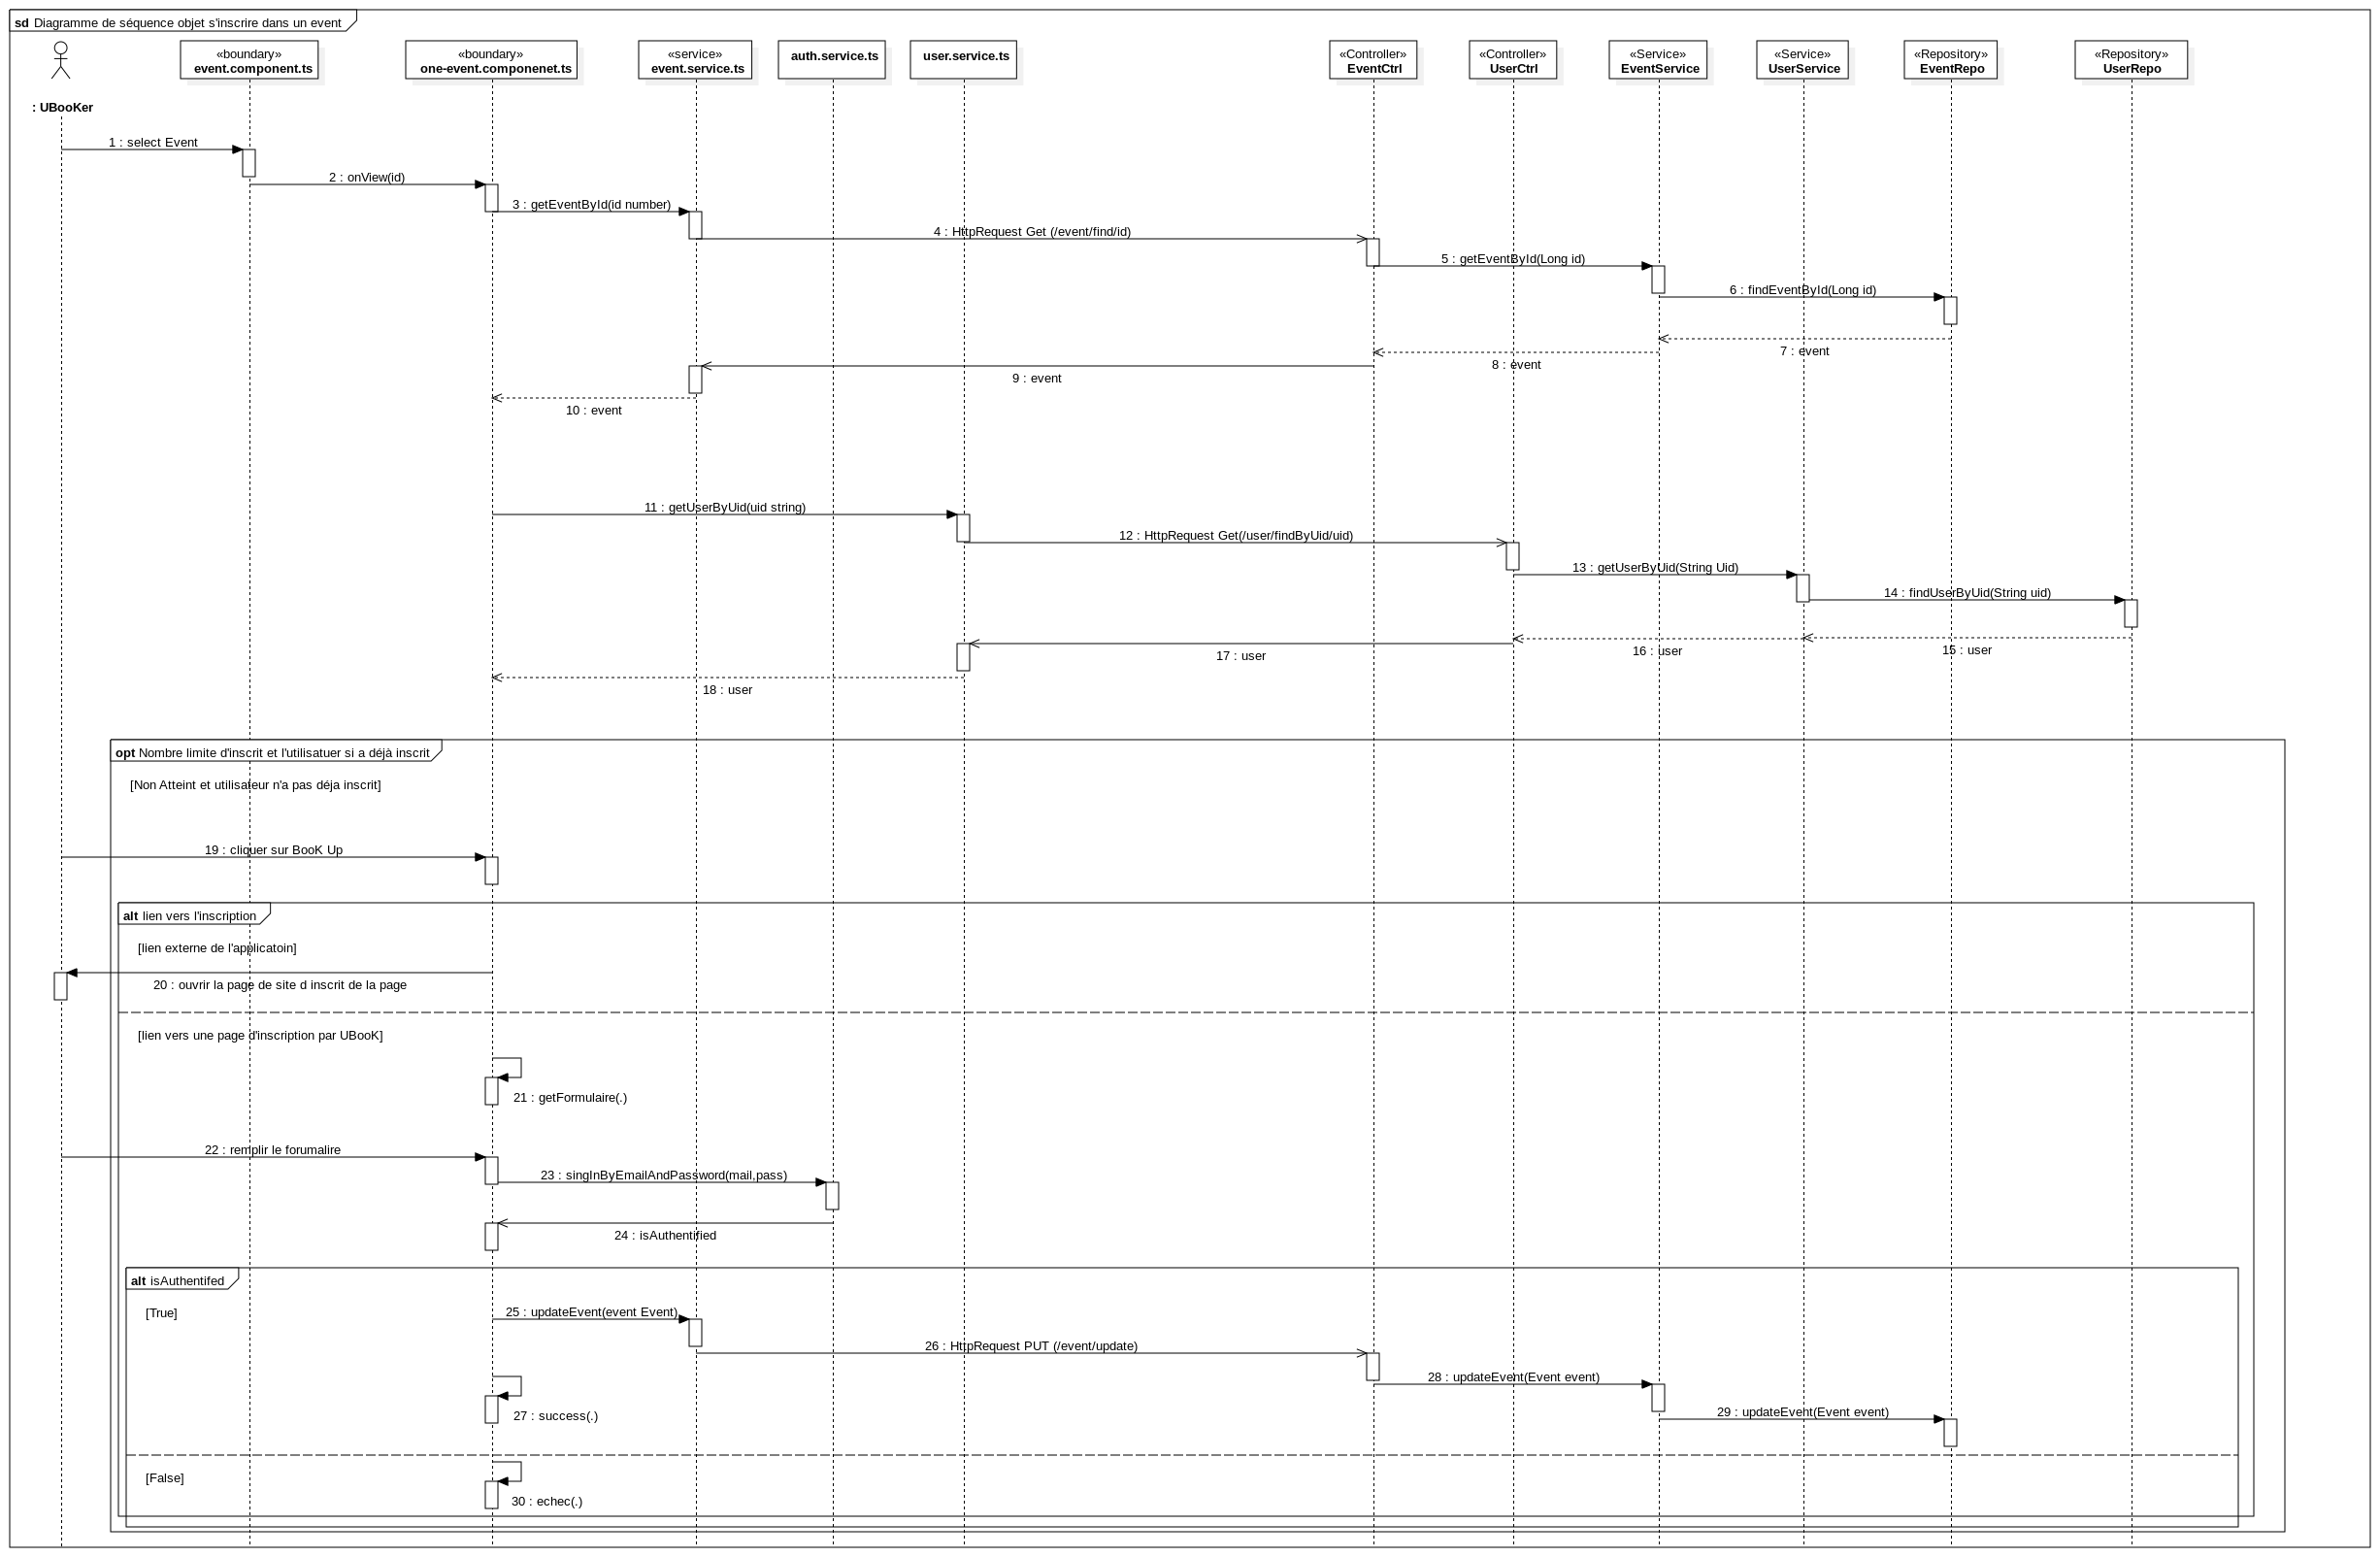 sd Diagramme de séquence objet s'inscrire dans un event
«boundary»
event.component.ts
«boundary»
one-event.componenet.ts
«service»
event.service.ts
auth.service.ts
user.service.ts
«Controller»
EventCtrl
«Controller»
UserCtrl
«Service»
EventService
«Service»
UserService
«Repository»
EventRepo
«Repository»
UserRepo
: UBooKer
1 : select Event
2 : onView(id)
3 : getEventById(id number)
4 : HttpRequest Get (/event/find/id)
5 : getEventById(Long id)
6 : findEventById(Long id)
7 : event
8 : event
9 : event
10 : event
11 : getUserByUid(uid string)
12 : HttpRequest Get(/user/findByUid/uid)
13 : getUserByUid(String Uid)
14 : findUserByUid(String uid)
15 : user
16 : user
17 : user
18 : user
opt Nombre limite d'inscrit et l'utilisatuer si a déjà inscrit
[Non Atteint et utilisateur n'a pas déja inscrit]
19 : cliquer sur BooK Up
alt lien vers l'inscription
[lien externe de l'applicatoin]
20 : ouvrir la page de site d inscrit de la page
[lien vers une page d'inscription par UBooK]
21 : getFormulaire(.)
22 : remplir le forumalire
23 : singInByEmailAndPassword(mail,pass)
24 : isAuthentified
alt isAuthentifed
[True]
25 : updateEvent(event Event)
26 : HttpRequest PUT (/event/update)
28 : updateEvent(Event event)
27 : success(.)
29 : updateEvent(Event event)
[False]
30 : echec(.)